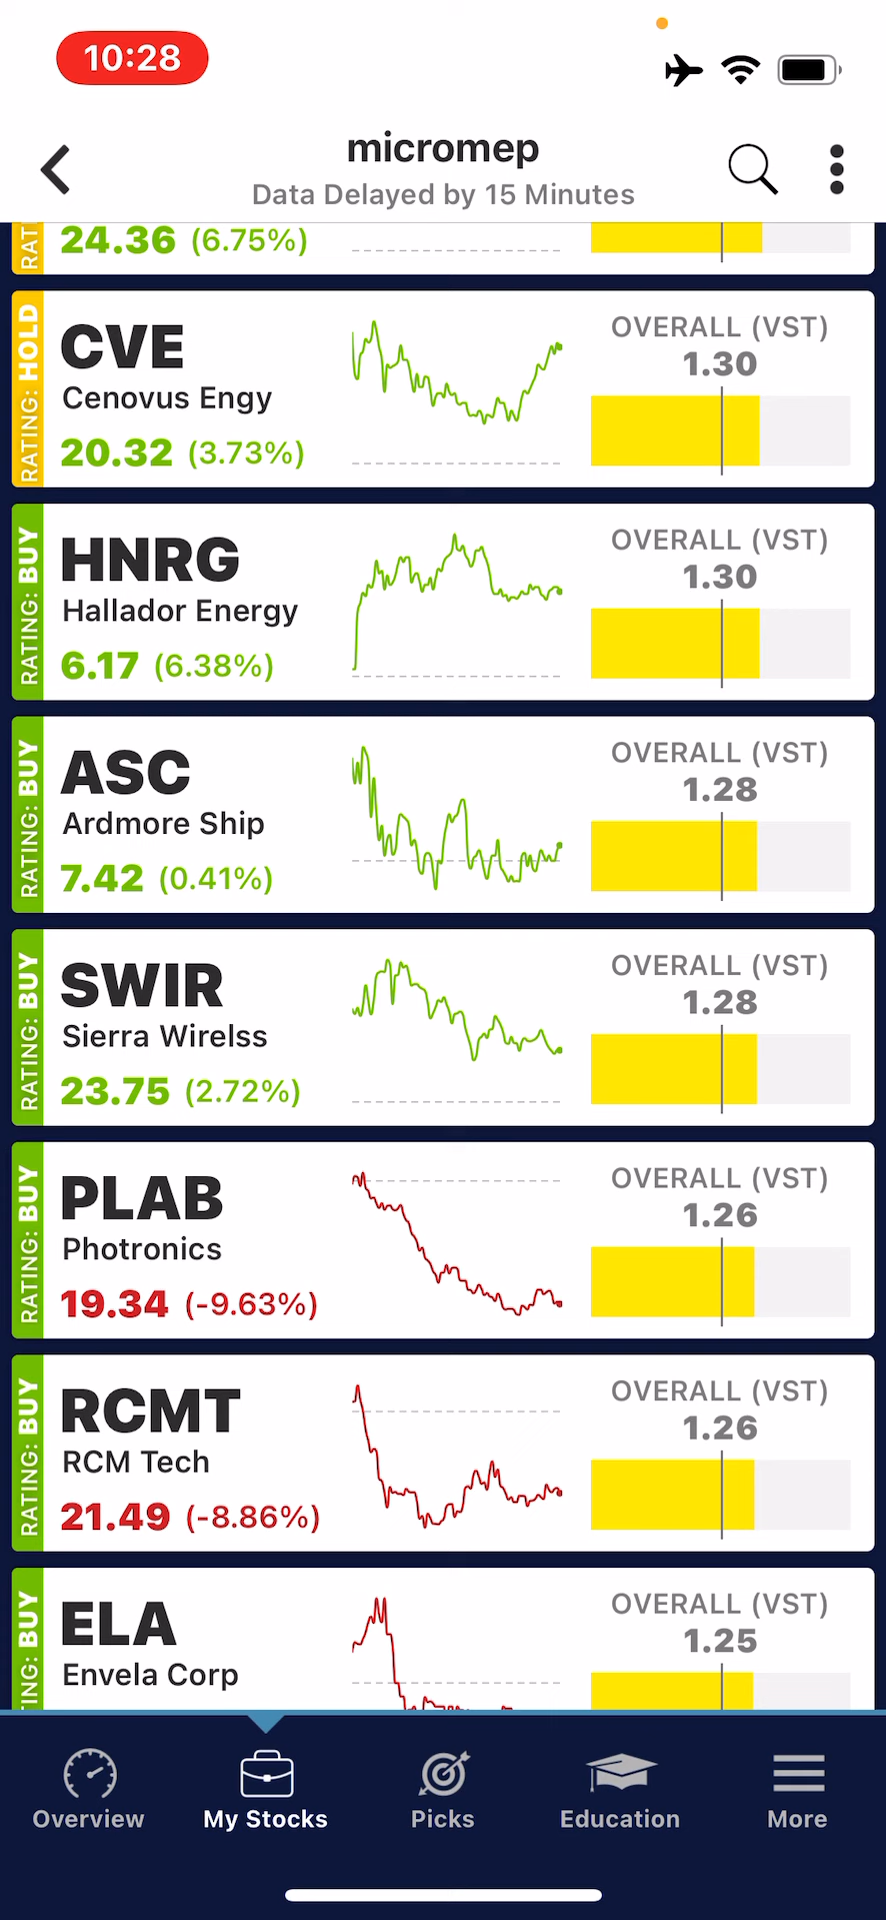 10:28
micromep
Data Delayed by 15 Minutes
24.36 (6.75%)
RATING: HOLD
CVE
Cenovus Engy
20.32 (3.73%)
OVERALL (VST)
1.30
RATING: BUY
HNRG
Hallador Energy
6.17 (6.38%)
OVERALL (VST)
1.30
RATING: BUY
ASC
Ardmore Ship
7.42 (0.41%)
OVERALL (VST)
1.28
RATING: BUY
SWIR
Sierra Wirelss
23.75 (2.72%)
OVERALL (VST)
1.28
RATING: BUY
PLAB
Photronics
19.34 (-9.63%)
OVERALL (VST)
1.26
RATING: BUY
RCMT
RCM Tech
21.49 (-8.86%)
OVERALL (VST)
1.26
TING: BUY
ELA
Envela Corp
OVERALL (VST)
1.25
Overview
My Stocks
Picks
Education
More